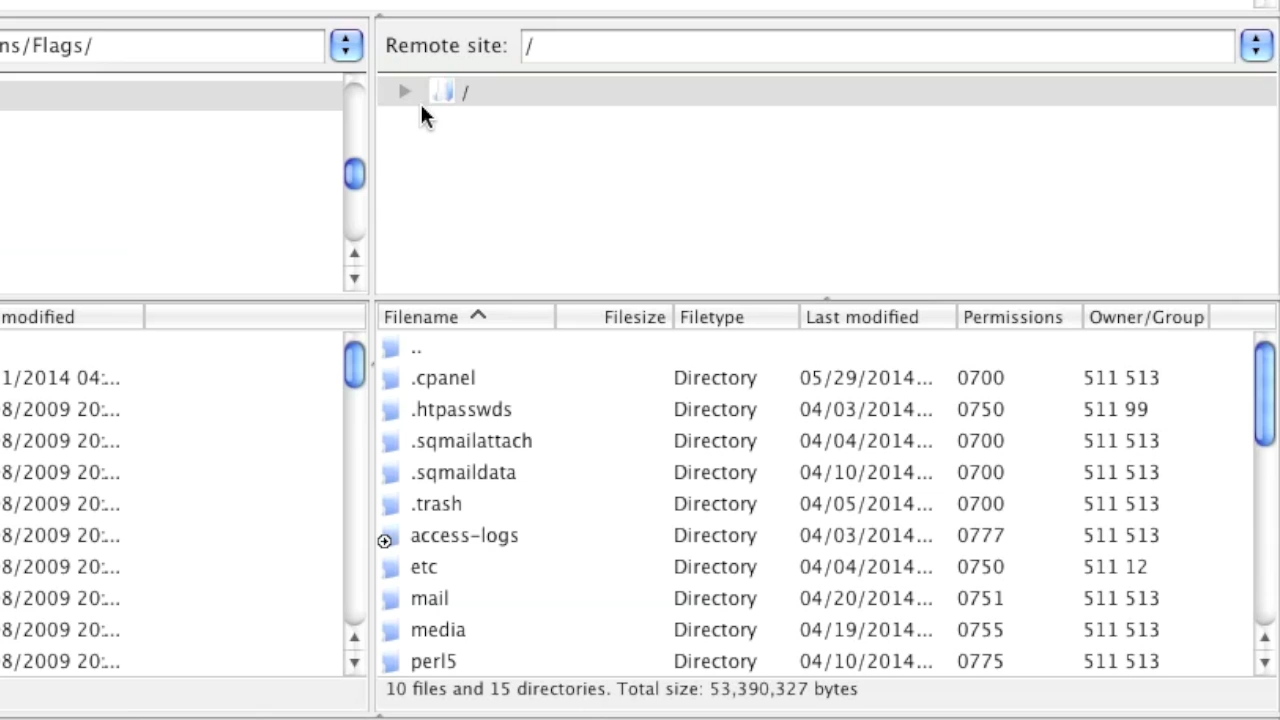 ns/Flags/
Remote site: /
/
modified
1/2014 04:...
8/2009 20:...
8/2009 20:...
8/2009 20:...
8/2009 20:...
8/2009 20:...
8/2009 20:...
8/2009 20:...
8/2009 20:...
8/2009 20:...
Filename Filesize Filetype Last modified Permissions Owner/Group
..
.cpanel Directory 05/29/2014... 0700 511 513
.htpasswds Directory 04/03/2014... 0750 511 99
.sqmailattach Directory 04/04/2014... 0700 511 513
.sqmaildata Directory 04/10/2014... 0700 511 513
.trash Directory 04/05/2014... 0700 511 513
access-logs Directory 04/03/2014... 0777 511 513
etc Directory 04/04/2014... 0750 511 12
mail Directory 04/20/2014... 0751 511 513
media Directory 04/19/2014... 0755 511 513
perl5 Directory 04/10/2014... 0775 511 513
10 files and 15 directories. Total size: 53,390,327 bytes